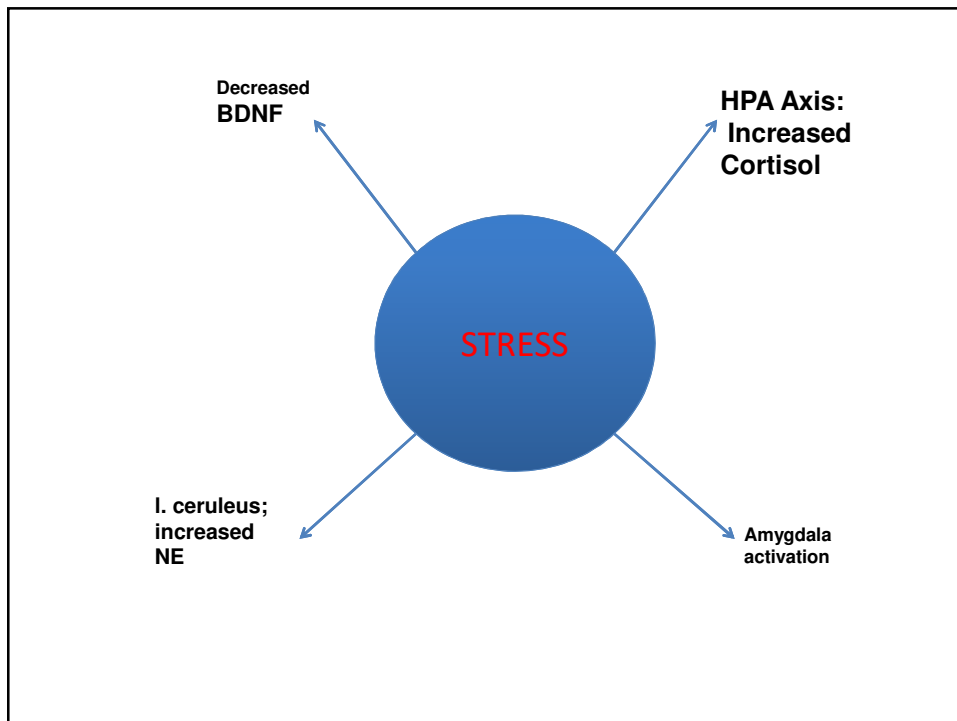 Decreased
BDNF
HPA Axis:
Increased
Cortisol
STRESS
l. ceruleus;
increased
NE
Amygdala
activation